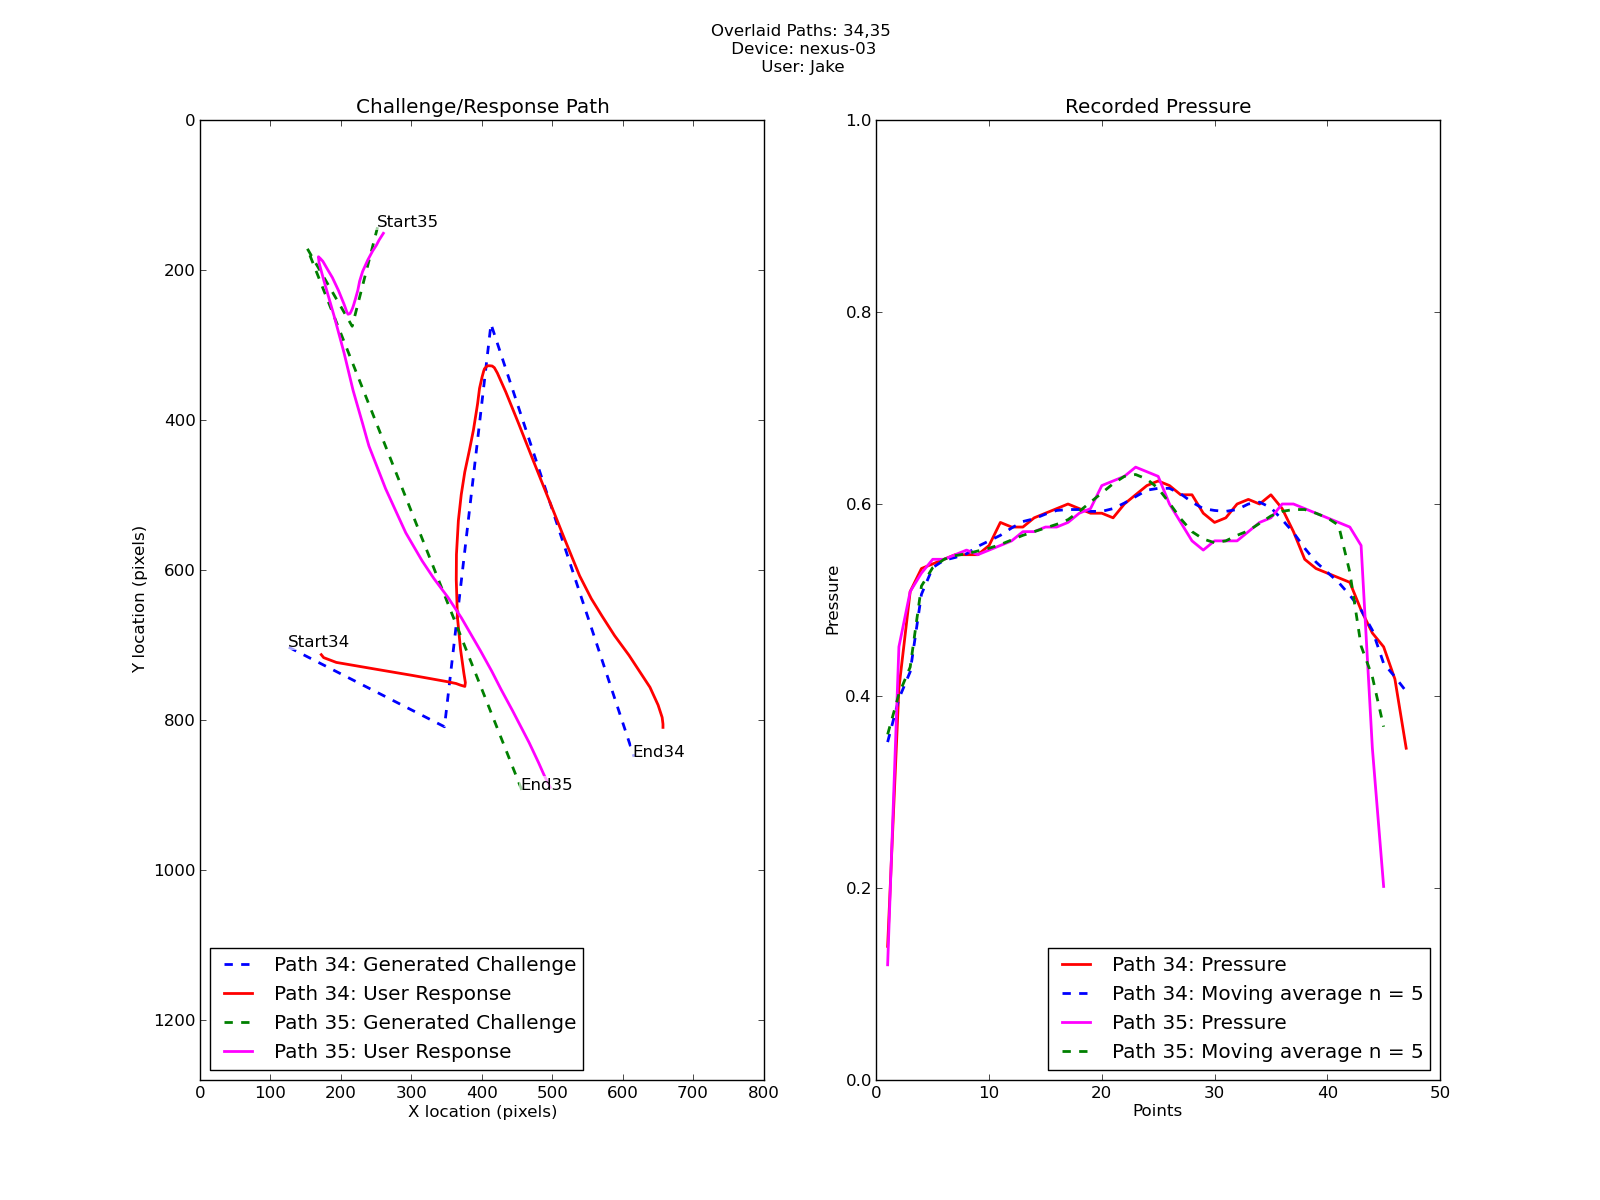 Overlaid Paths: 34,35
Device: nexus-03
User: Jake
Challenge/Response Path
0
200
400
600
800
1000
1200
Y location (pixels)
Start35
Start34
End34
End35
Path 34: Generated Challenge
Path 34: User Response
Path 35: Generated Challenge
Path 35: User Response
0 100 200 300 400 500 600 700 800
X location (pixels)
Recorded Pressure
1.0
0.8
0.6
0.4
0.2
0.0
Pressure
Path 34: Pressure
Path 34: Moving average n = 5
Path 35: Pressure
Path 35: Moving average n = 5
0 10 20 30 40 50
Points